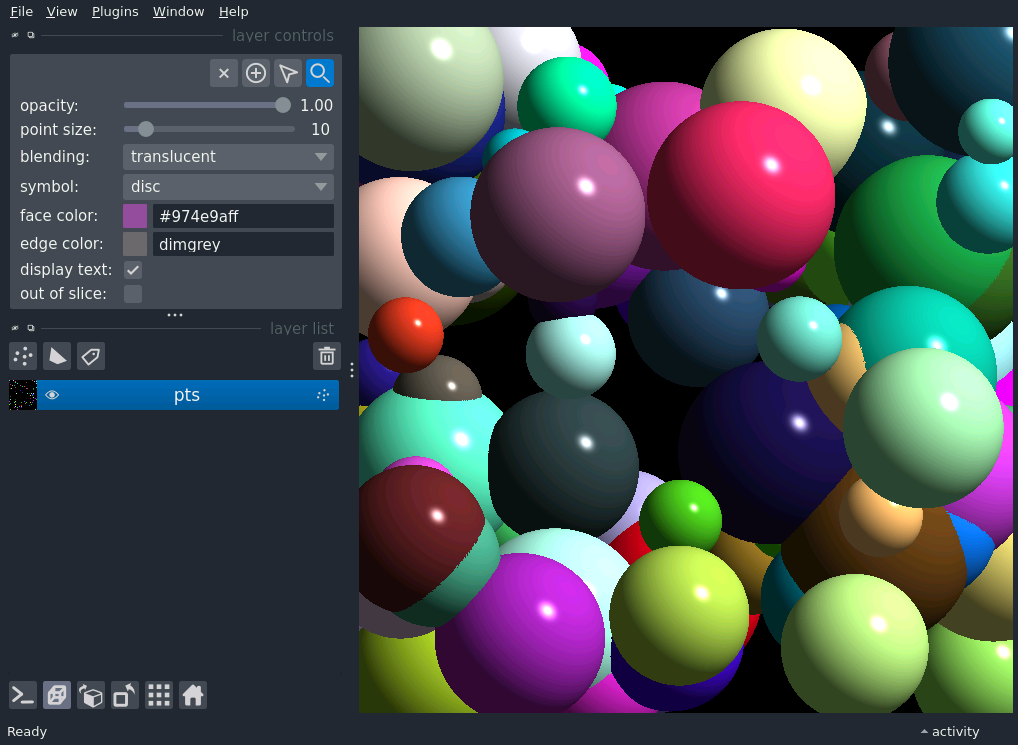 File View Plugins Window Help
layer controls
opacity: 1.00
point size: 10
blending: translucent
symbol: disc
face color: #974e9aff
edge color: dimgrey
display text:
out of slice:
layer list
pts
Ready activity